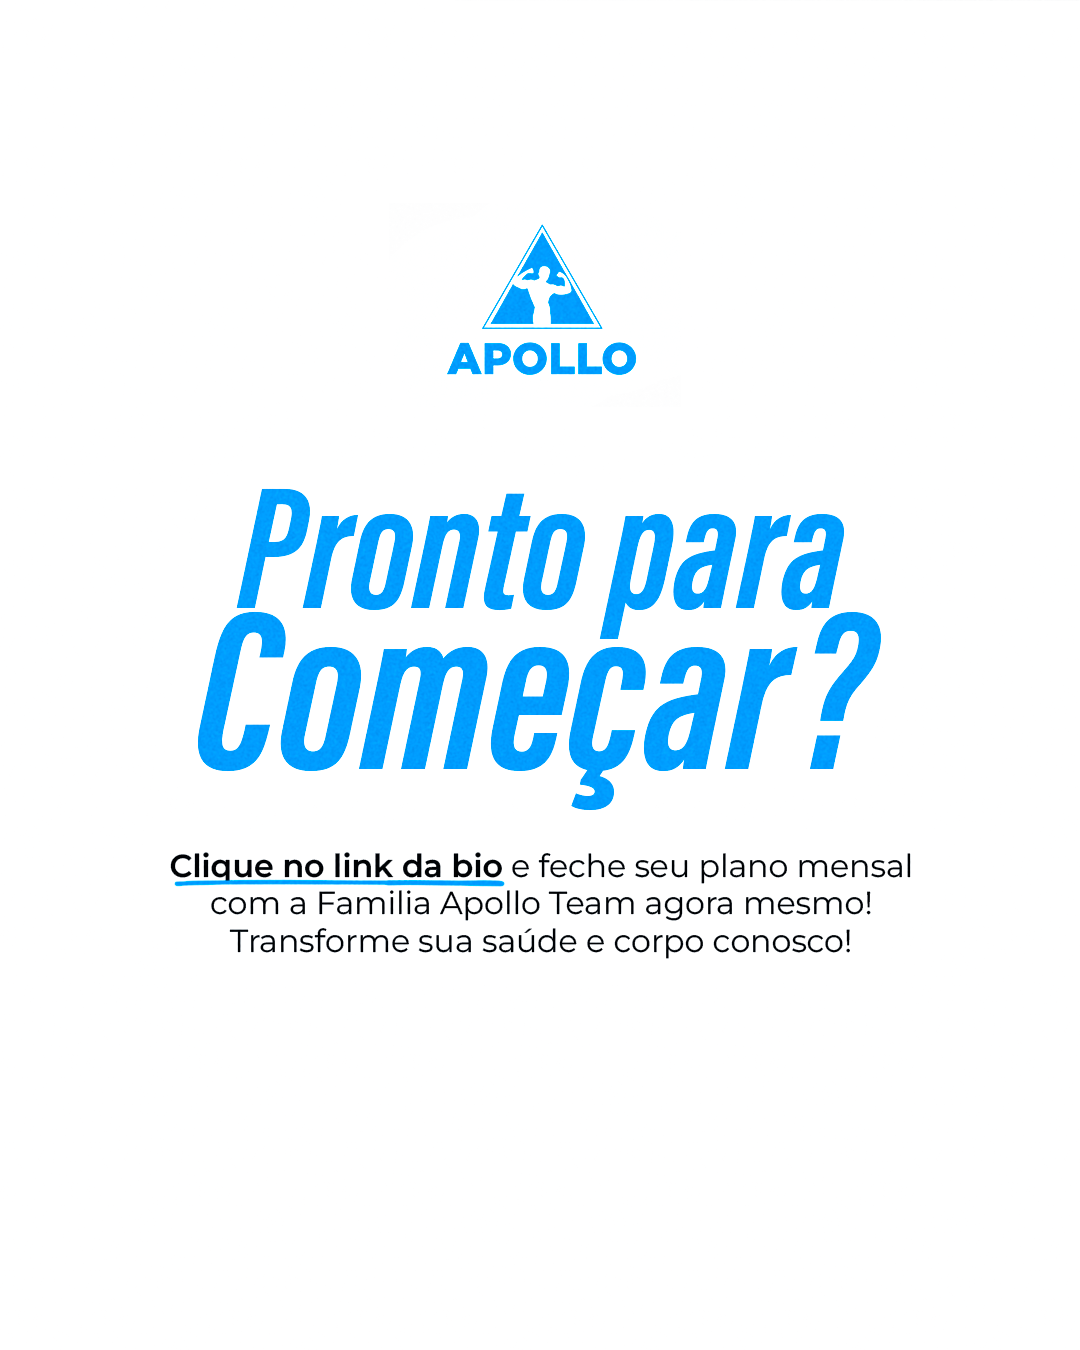 APOLLO
Pronto para
Começar?
Clique no link da bio e feche seu plano mensal
com a Familia Apollo Team agora mesmo!
Transforme sua saúde e corpo conosco!